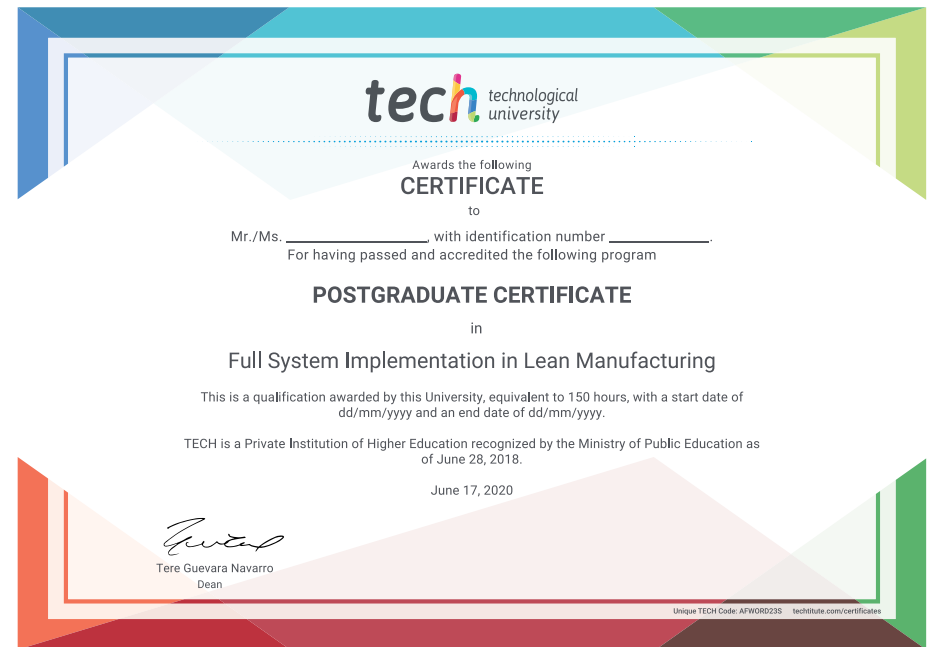 tech technological
university
Awards the following
CERTIFICATE
to
Mr./Ms. ____________, with identification number ____________.
For having passed and accredited the following program
POSTGRADUATE CERTIFICATE
in
Full System Implementation in Lean Manufacturing
This is a qualification awarded by this University, equivalent to 150 hours, with a start date of
dd/mm/yyyy and an end date of dd/mm/yyyy.
TECH is a Private Institution of Higher Education recognized by the Ministry of Public Education as
of June 28, 2018.
June 17, 2020
Tere Guevara Navarro
Dean
Unique TECH Code: AFWORD23S techtitute.com/certificates